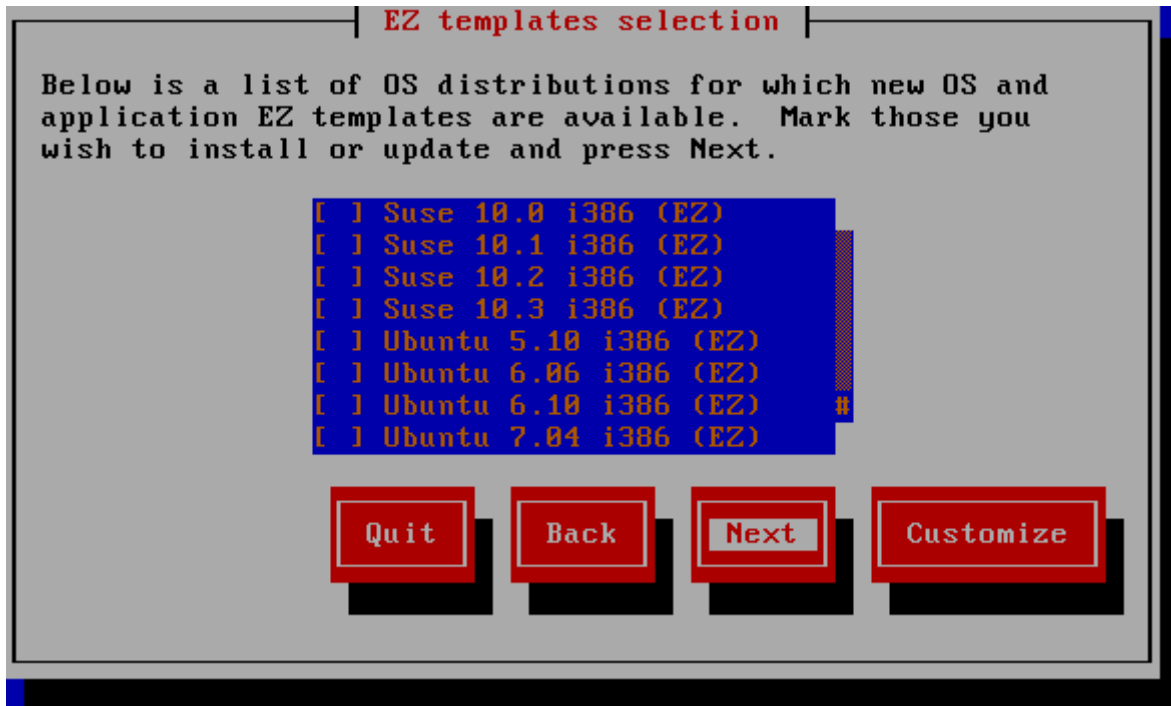 EZ templates selection
Below is a list of OS distributions for which new OS and
application EZ templates are available.  Mark those you
wish to install or update and press Next.
[ ] Suse 10.0 i386 (EZ)
[ ] Suse 10.1 i386 (EZ)
[ ] Suse 10.2 i386 (EZ)
[ ] Suse 10.3 i386 (EZ)
[ ] Ubuntu 5.10 i386 (EZ)
[ ] Ubuntu 6.06 i386 (EZ)
[ ] Ubuntu 6.10 i386 (EZ) #
[ ] Ubuntu 7.04 i386 (EZ)
Quit Back Next Customize